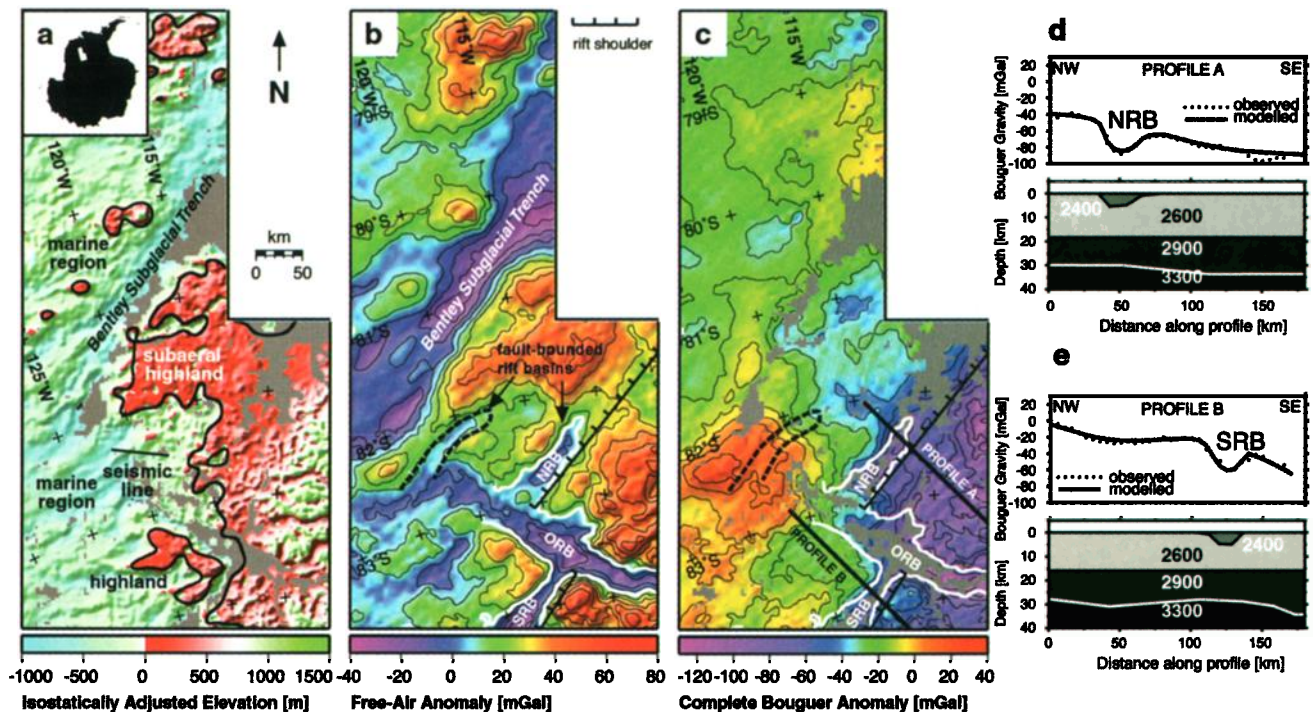 a
N
km
0 50
120°W
115°W
Bentley Subglacial Trench
marine
region
125°W
subaeral
highland
seismic
line
marine
region
highland
-1000 -500 0 500 1000 1500
Isostatically Adjusted Elevation [m]
b
rift shoulder
115°W
120°W
79°S
80°S
Bentley Subglacial Trench
81°S
fault-bounded
rift basins
82°S
NRB
ORB
83°S
SRB
-40 -20 0 20 40 60 80
Free-Air Anomaly [mGal]
c
115°W
120°W
79°S
80°S
81°S
82°S
NRB
PROFILE A
PROFILE B
ORB
83°S
SRB
-120 -100 -80 -60 -40 -20 0 20 40
Complete Bouguer Anomaly [mGal]
d
NW PROFILE A SE
observed
modelled
NRB
20
0
-20
-40
-60
-80
-100
Bouguer Gravity [mGal]
2400
2600
2900
3300
0
10
20
30
40
Depth [km]
0 50 100 150
Distance along profile [km]
e
NW PROFILE B SE
SRB
observed
modelled
20
0
-20
-40
-60
-80
-100
Bouguer Gravity [mGal]
2400
2600
2900
3300
0
10
20
30
40
Depth [km]
0 50 100 150
Distance along profile [km]